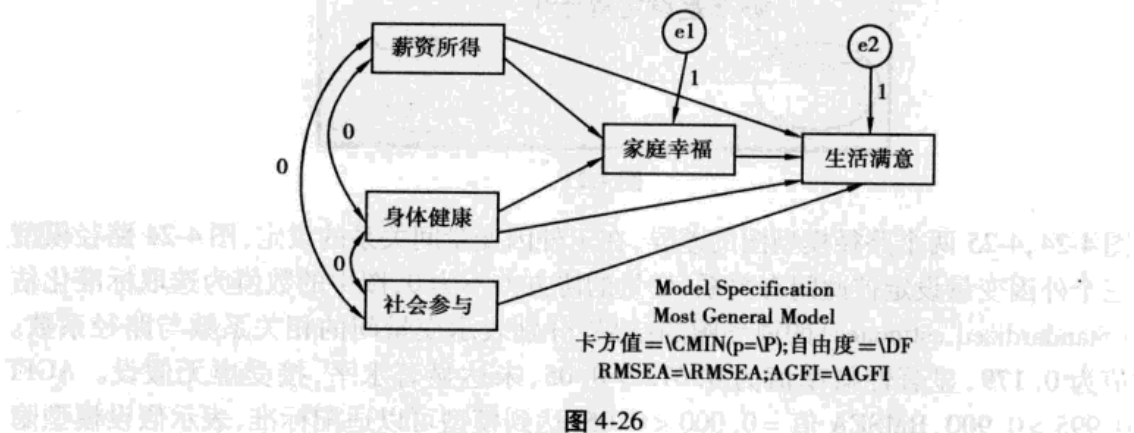 薪资所得
e1
e2
1
1
0
0
家庭幸福
生活满意
身体健康
0
社会参与
Model Specification
Most General Model
卡方值=\CMIN(p=\P);自由度=\DF
RMSEA=\RMSEA;AGFI=\AGFI
图 4-26